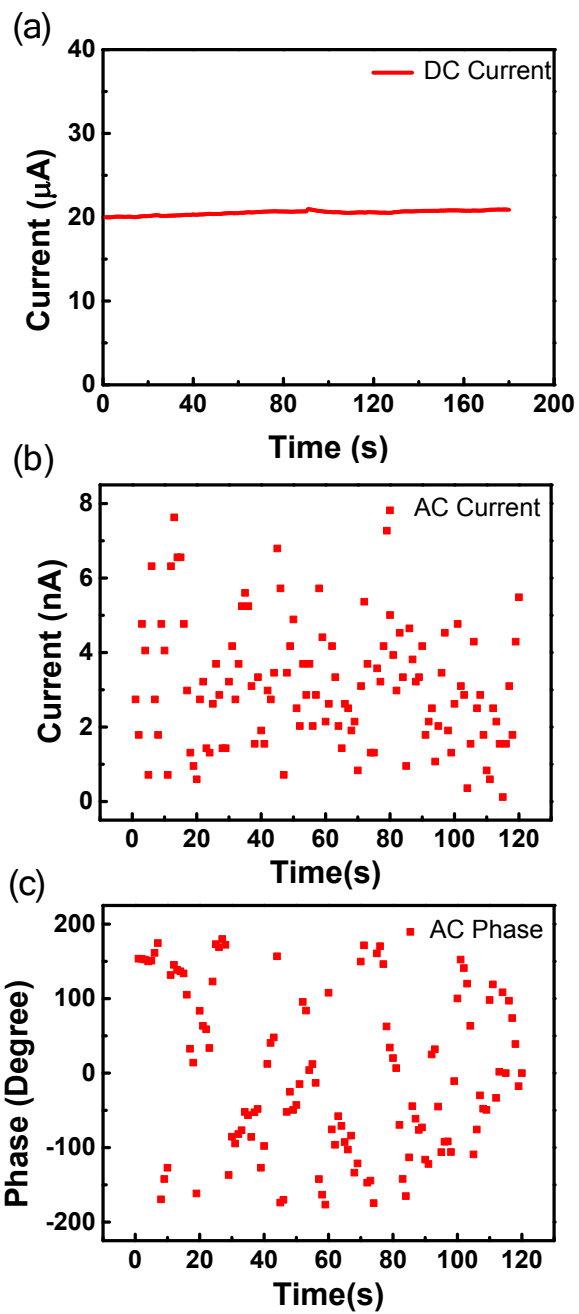 (a)
40
DC Current
30
20
10
0
Current (μA)
0 40 80 120 160 200
Time (s)
(b)
8
AC Current
6
4
2
0
Current (nA)
0 20 40 60 80 100 120
Time(s)
(c)
200
AC Phase
100
0
-100
-200
Phase (Degree)
0 20 40 60 80 100 120
Time(s)